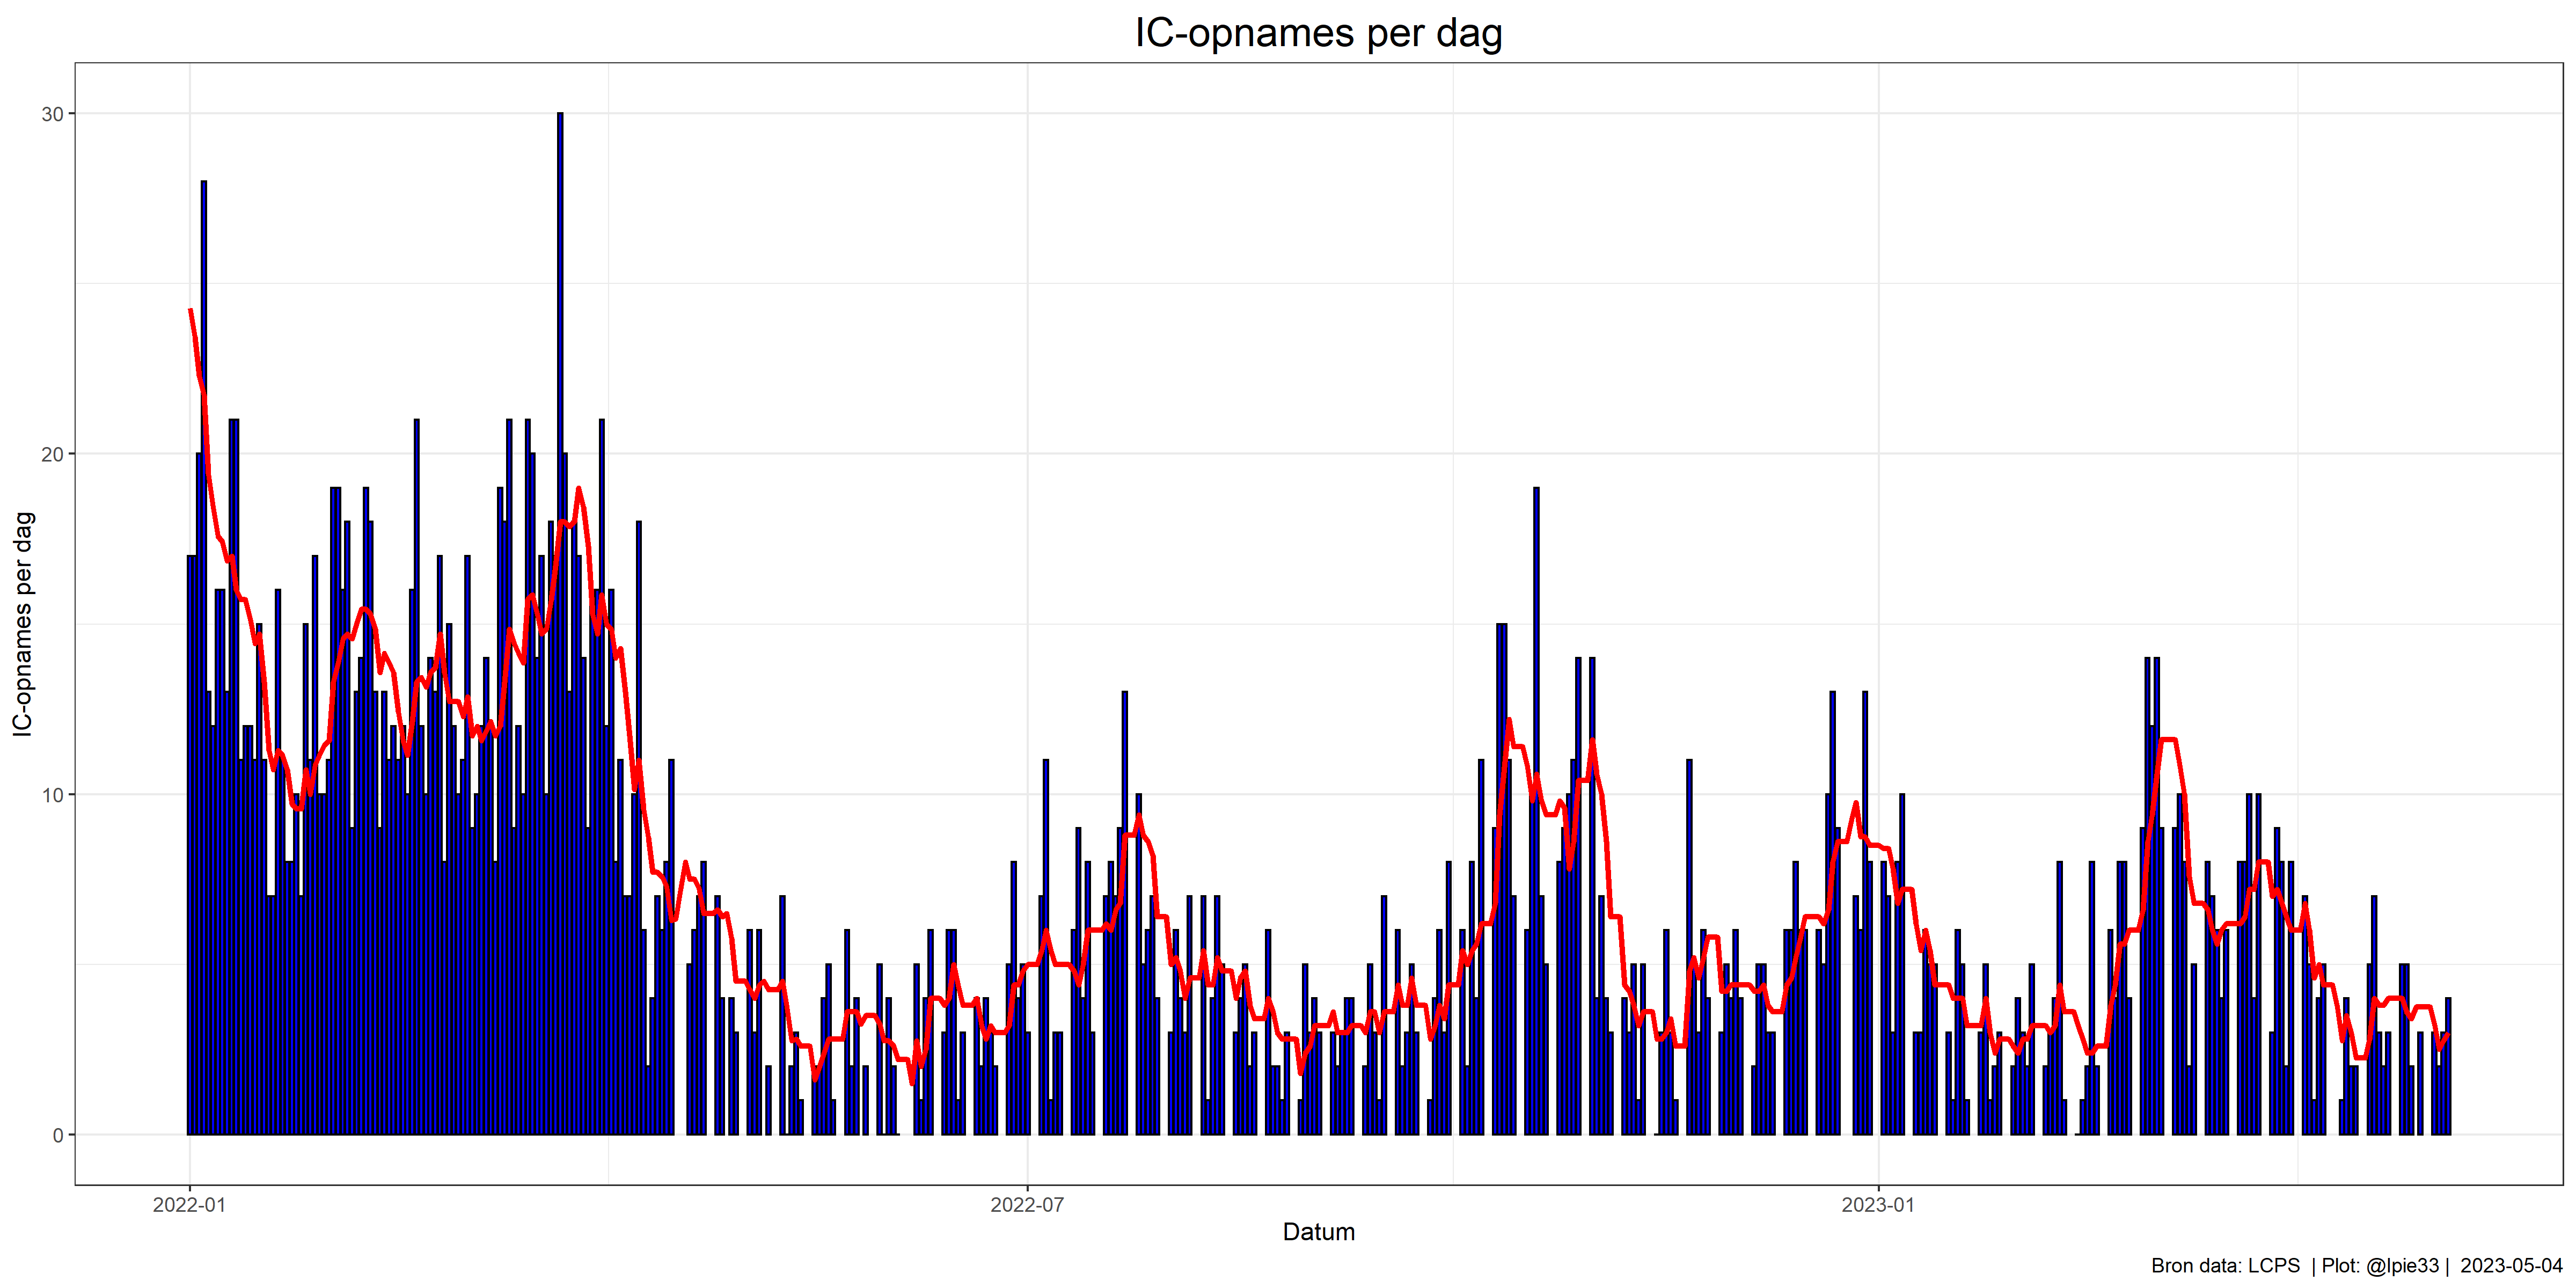 IC-opnames per dag
IC-opnames per dag
30
20
10
0
2022-01
2022-07
2023-01
Datum
Bron data: LCPS | Plot: @lpie33 | 2023-05-04